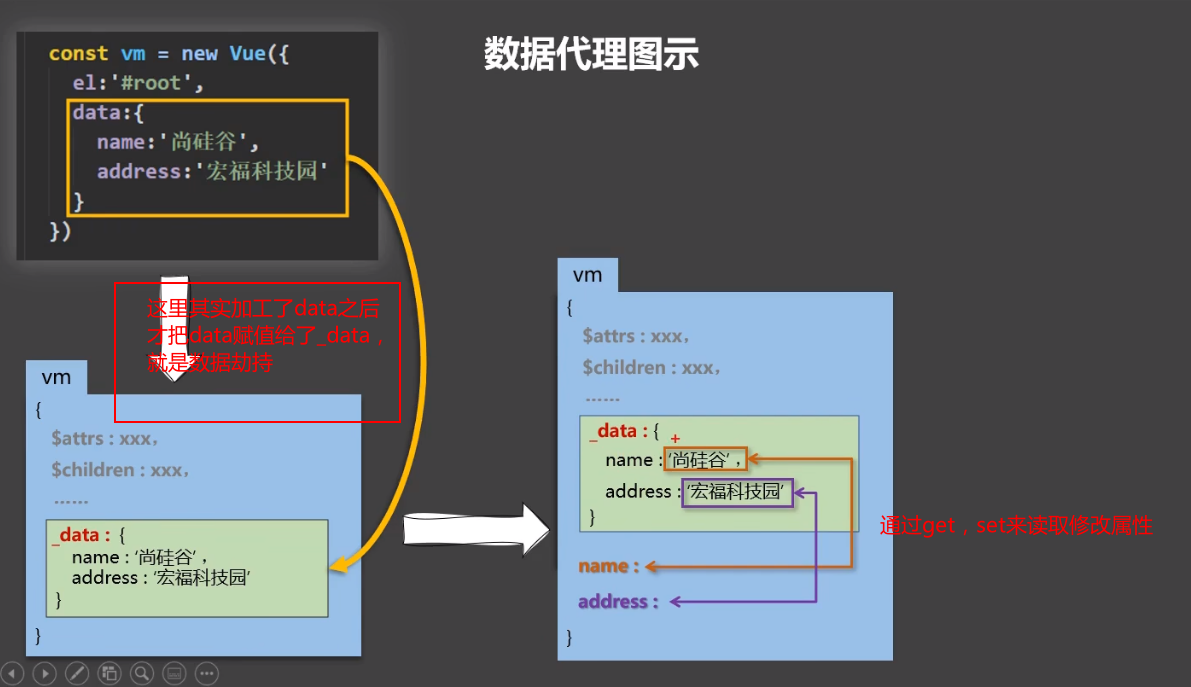 数据代理图示
const vm = new Vue({
el:'#root',
data:{
name:'尚硅谷',
address:'宏福科技园'
}
})
这里其实加工了data之后
才把data赋值给了_data，
就是数据劫持
vm
{
$attrs : xxx，
$children : xxx，
……
_data : {
name : ‘尚硅谷’，
address : ‘宏福科技园’
}
}
vm
{
$attrs : xxx，
$children : xxx，
……
_data : {
name : ‘尚硅谷’，
address : ‘宏福科技园’
}
name :
address :
}
通过get，set来读取修改属性